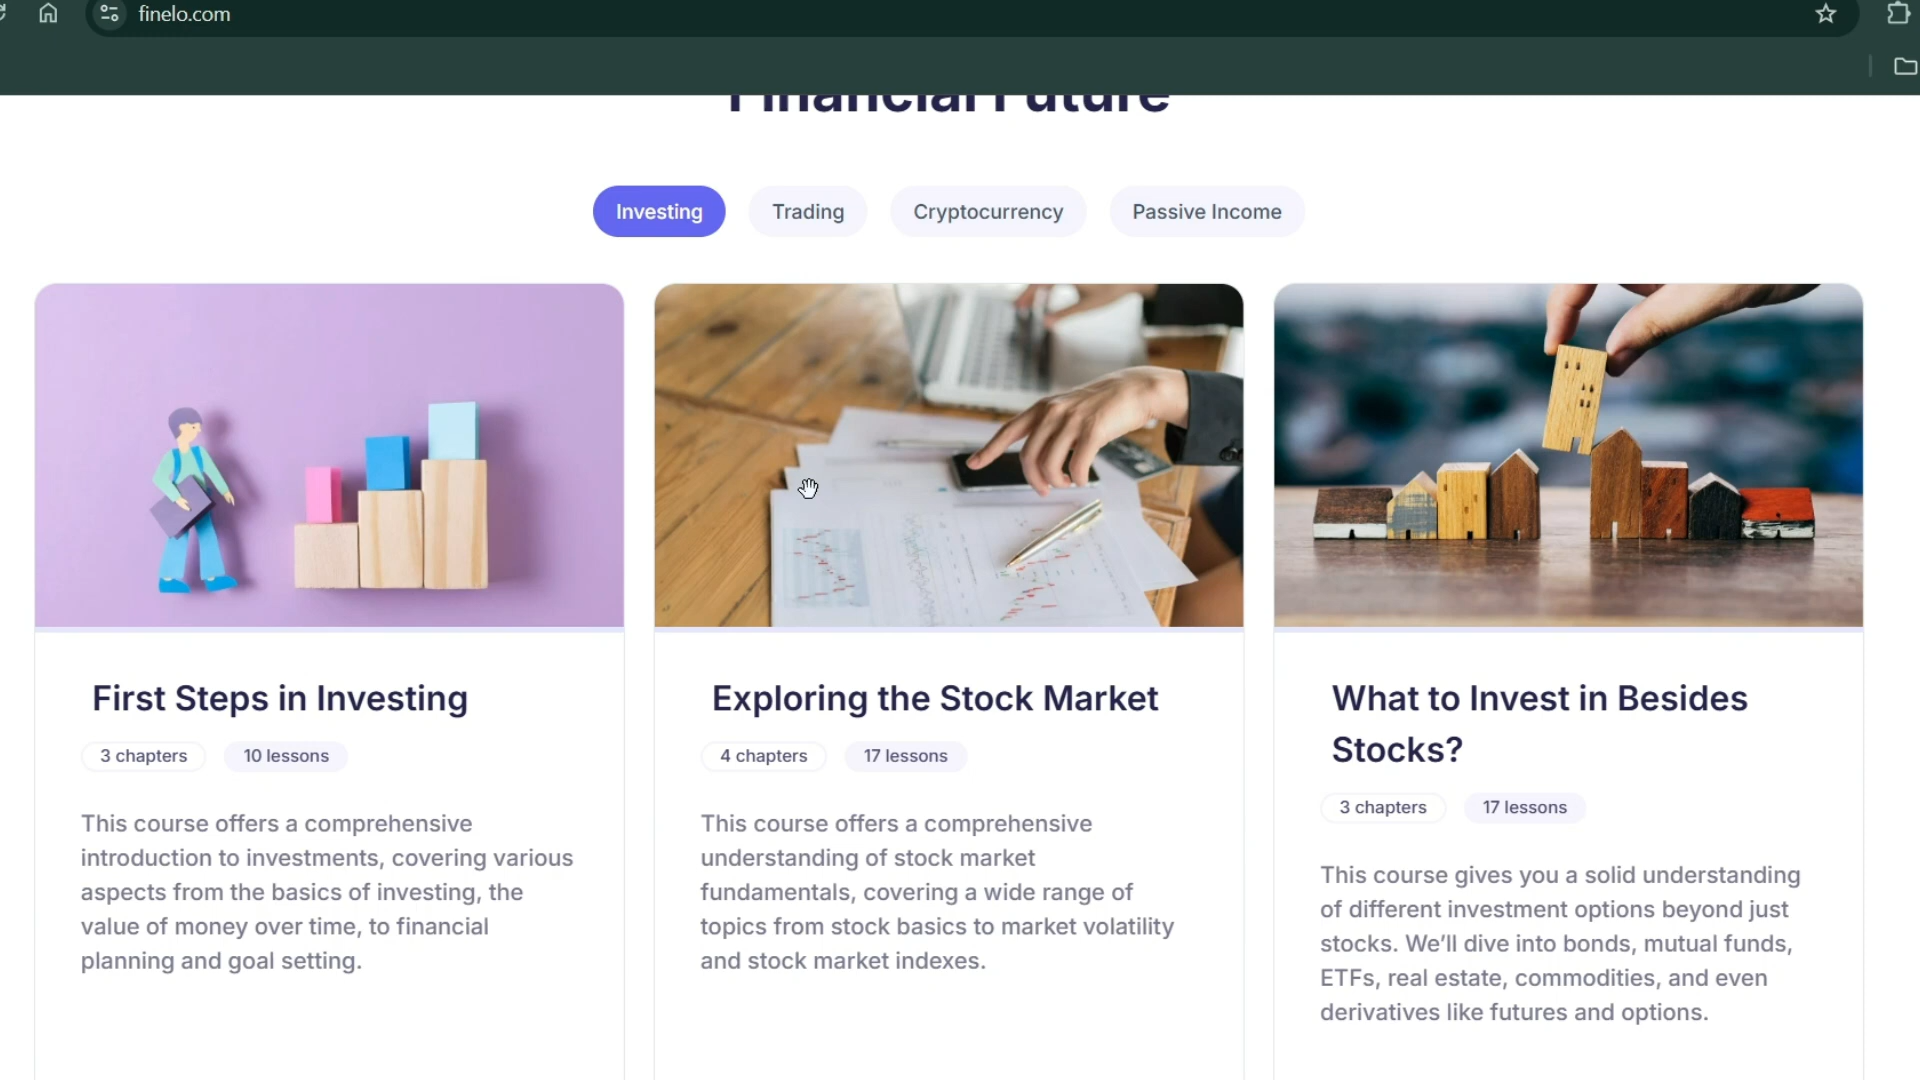 finelo.com
Financial Future
Investing
Trading
Cryptocurrency
Passive Income
First Steps in Investing
3 chapters
10 lessons
This course offers a comprehensive
introduction to investments, covering various
aspects from the basics of investing, the
value of money over time, to financial
planning and goal setting.
Exploring the Stock Market
4 chapters
17 lessons
This course offers a comprehensive
understanding of stock market
fundamentals, covering a wide range of
topics from stock basics to market volatility
and stock market indexes.
What to Invest in Besides
Stocks?
3 chapters
17 lessons
This course gives you a solid understanding
of different investment options beyond just
stocks. We’ll dive into bonds, mutual funds,
ETFs, real estate, commodities, and even
derivatives like futures and options.